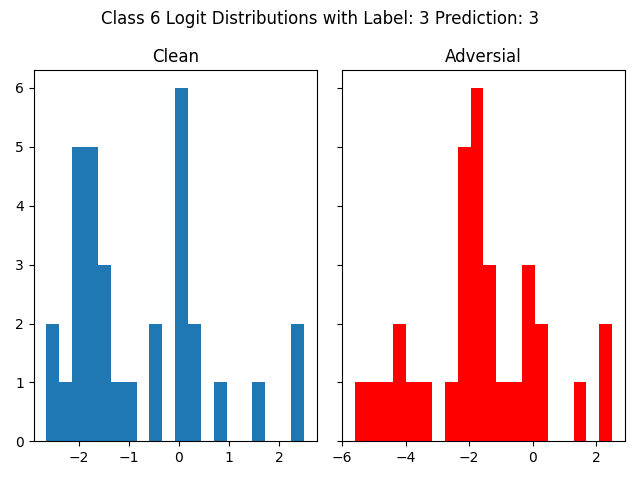 Class 6 Logit Distributions with Label: 3 Prediction: 3
Clean
Adversial
6
5
4
3
2
1
0
−2 −1 0 1 2
−6 −4 −2 0 2